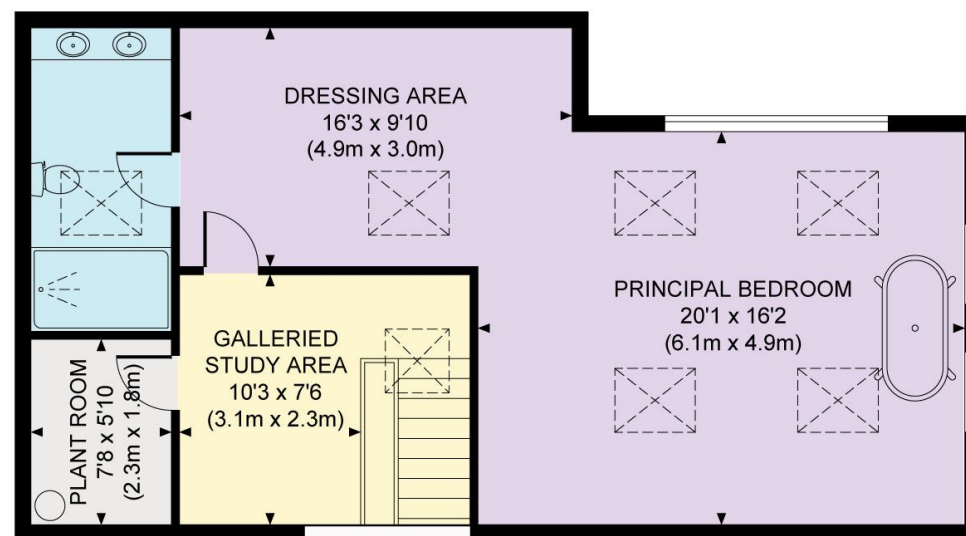 DRESSING AREA
16'3 x 9'10
(4.9m x 3.0m)
PRINCIPAL BEDROOM
20'1 x 16'2
(6.1m x 4.9m)
GALLERIED
STUDY AREA
10'3 x 7'6
(3.1m x 2.3m)
PLANT ROOM
7'8 x 5'10
(2.3m x 1.8m)